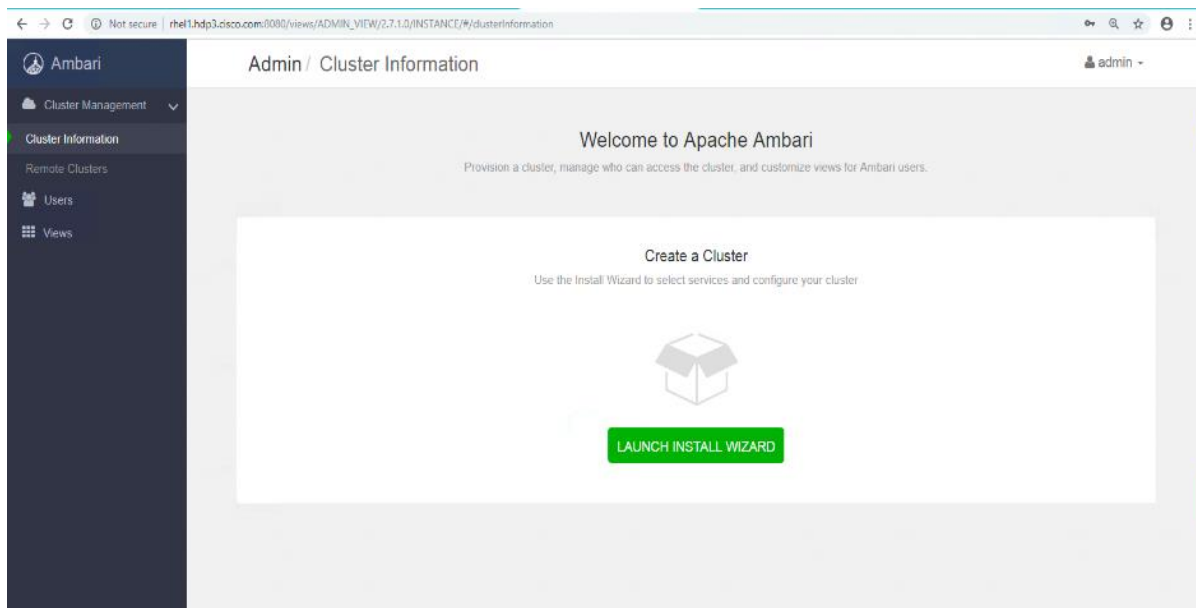 Not secure | rhel1.hdp3.cisco.com:8080/views/ADMIN_VIEW/2.7.1.0/INSTANCE/#/clusterInformation
Ambari
Admin / Cluster Information
admin
Cluster Management
Cluster Information
Remote Clusters
Users
Views
Welcome to Apache Ambari
Provision a cluster, manage who can access the cluster, and customize views for Ambari users.
Create a Cluster
Use the Install Wizard to select services and configure your cluster
LAUNCH INSTALL WIZARD